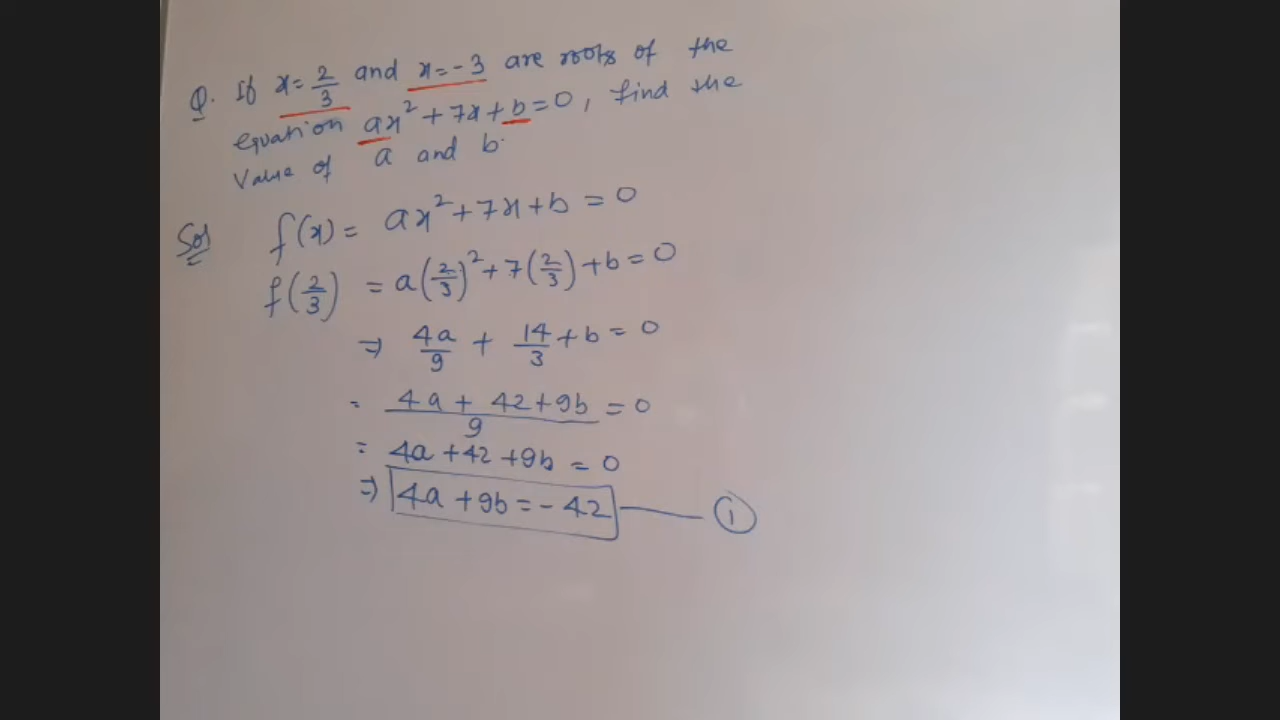 Q. If x = 2/3 and x = -3 are roots of the
equation ax² + 7x + b = 0, find the
value of a and b.
Sol f(x) = ax² + 7x + b = 0
f(2/3) = a(2/3)² + 7(2/3) + b = 0
⇒ 4a/9 + 14/3 + b = 0
= 4a + 42 + 9b / 9 = 0
= 4a + 42 + 9b = 0
⇒ 4a + 9b = -42 —— ①